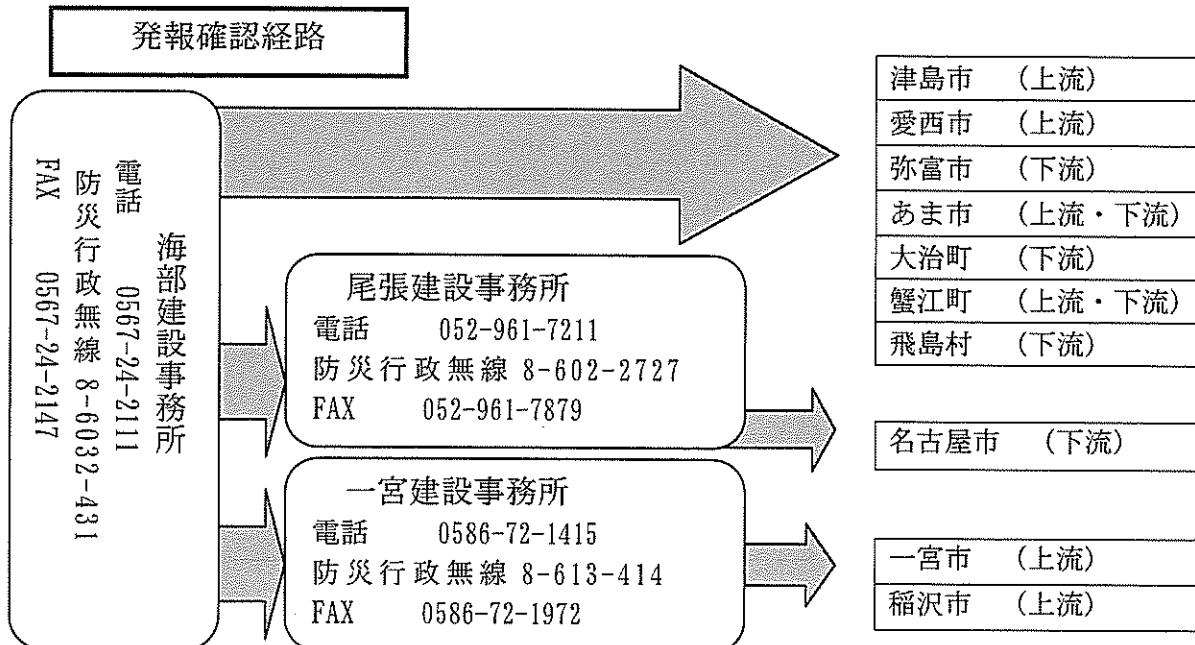 発報確認経路
海部建設事務所
電話 0567-24-2111
防災行政無線 8-6032-431
FAX 0567-24-2147
尾張建設事務所
電話 052-961-7211
防災行政無線 8-602-2727
FAX 052-961-7879
一宮建設事務所
電話 0586-72-1415
防災行政無線 8-613-414
FAX 0586-72-1972
津島市 (上流)
愛西市 (上流)
弥富市 (下流)
あま市 (上流・下流)
大治町 (下流)
蟹江町 (上流・下流)
飛島村 (下流)
名古屋市 (下流)
一宮市 (上流)
稲沢市 (上流)